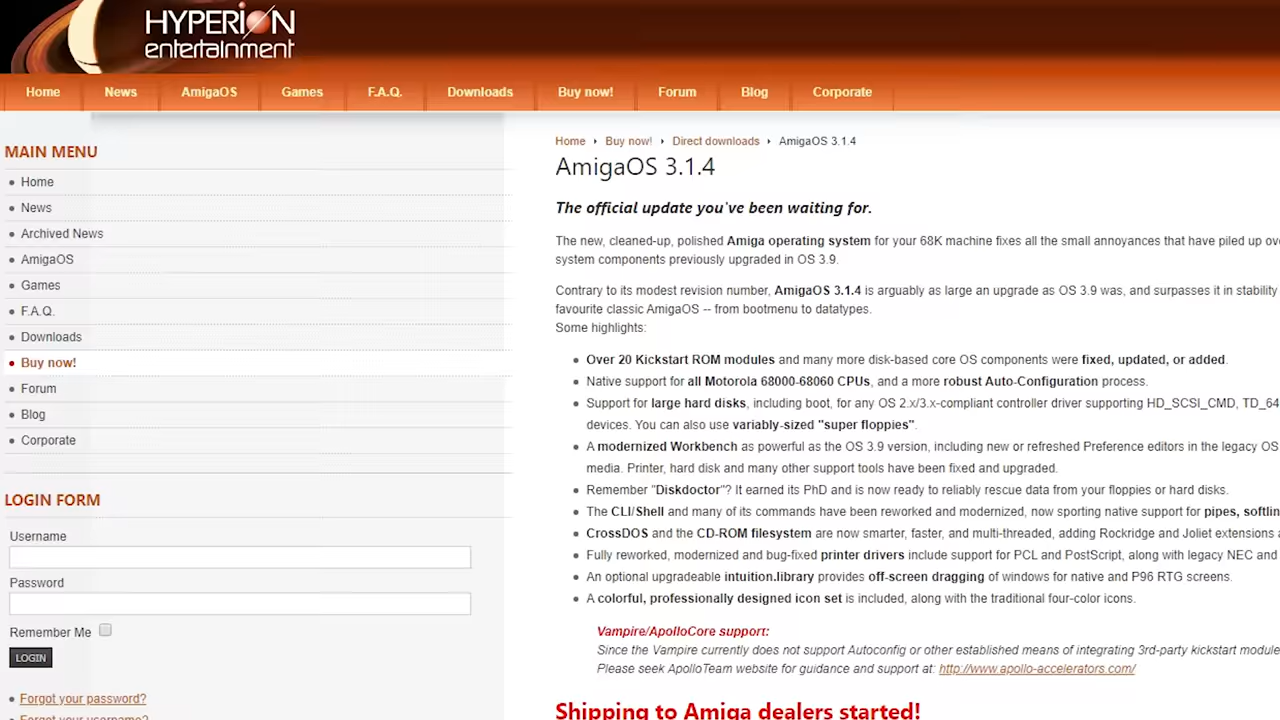 HYPERION
entertainment
Home News AmigaOS Games F.A.Q. Downloads Buy now! Forum Blog Corporate
MAIN MENU
Home
News
Archived News
AmigaOS
Games
F.A.Q.
Downloads
Buy now!
Forum
Blog
Corporate
LOGIN FORM
Username
Password
Remember Me
LOGIN
Forgot your password?
Forgot your username?
Home Buy now! Direct downloads AmigaOS 3.1.4
AmigaOS 3.1.4
The official update you've been waiting for.
The new, cleaned-up, polished Amiga operating system for your 68K machine fixes all the small annoyances that have piled up
system components previously upgraded in OS 3.9.
Contrary to its modest revision number, AmigaOS 3.1.4 is arguably as large an upgrade as OS 3.9 was, and surpasses it in stability
favourite classic AmigaOS -- from bootmenu to datatypes.
Some highlights:
Over 20 Kickstart ROM modules and many more disk-based core OS components were fixed, updated, or added.
Native support for all Motorola 68000-68060 CPUs, and a more robust Auto-Configuration process.
Support for large hard disks, including boot, for any OS 2.x/3.x-compliant controller driver supporting HD_SCSI_CMD, TD_64
devices. You can also use variably-sized "super floppies".
A modernized Workbench as powerful as the OS 3.9 version, including new or refreshed Preference editors in the legacy OS
media. Printer, hard disk and many other support tools have been fixed and upgraded.
Remember "Diskdoctor"? It earned its PhD and is now ready to reliably rescue data from your floppies or hard disks.
The CLI/Shell and many of its commands have been reworked and modernized, now sporting native support for pipes, softlin
CrossDOS and the CD-ROM filesystem are now smarter, faster, and multi-threaded, adding Rockridge and Joliet extensions
Fully reworked, modernized and bug-fixed printer drivers include support for PCL and PostScript, along with legacy NEC and
An optional upgradeable intuition.library provides off-screen dragging of windows for native and P96 RTG screens.
A colorful, professionally designed icon set is included, along with the traditional four-color icons.
Vampire/ApolloCore support:
Since the Vampire currently does not support Autoconfig or other established means of integrating 3rd-party kickstart module
Please seek ApolloTeam website for guidance and support at: http://www.apollo-accelerators.com/
Shipping to Amiga dealers started!